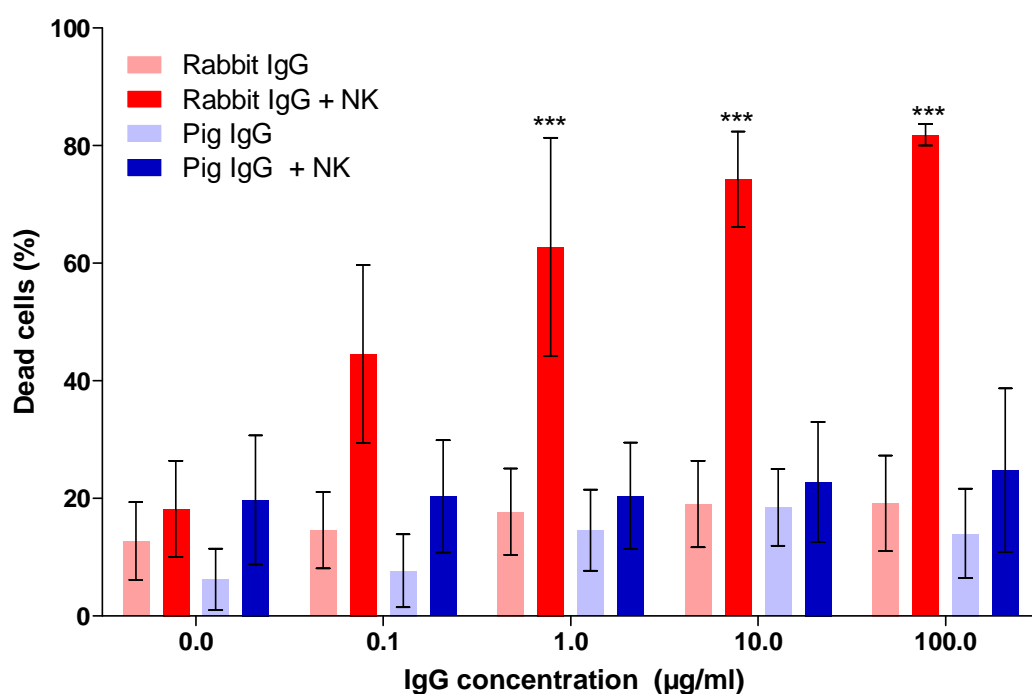 100
80
60
40
20
0
Dead cells (%)
Rabbit IgG
Rabbit IgG + NK
Pig IgG
Pig IgG + NK
***
***
***
0.0 0.1 1.0 10.0 100.0
IgG concentration (µg/ml)